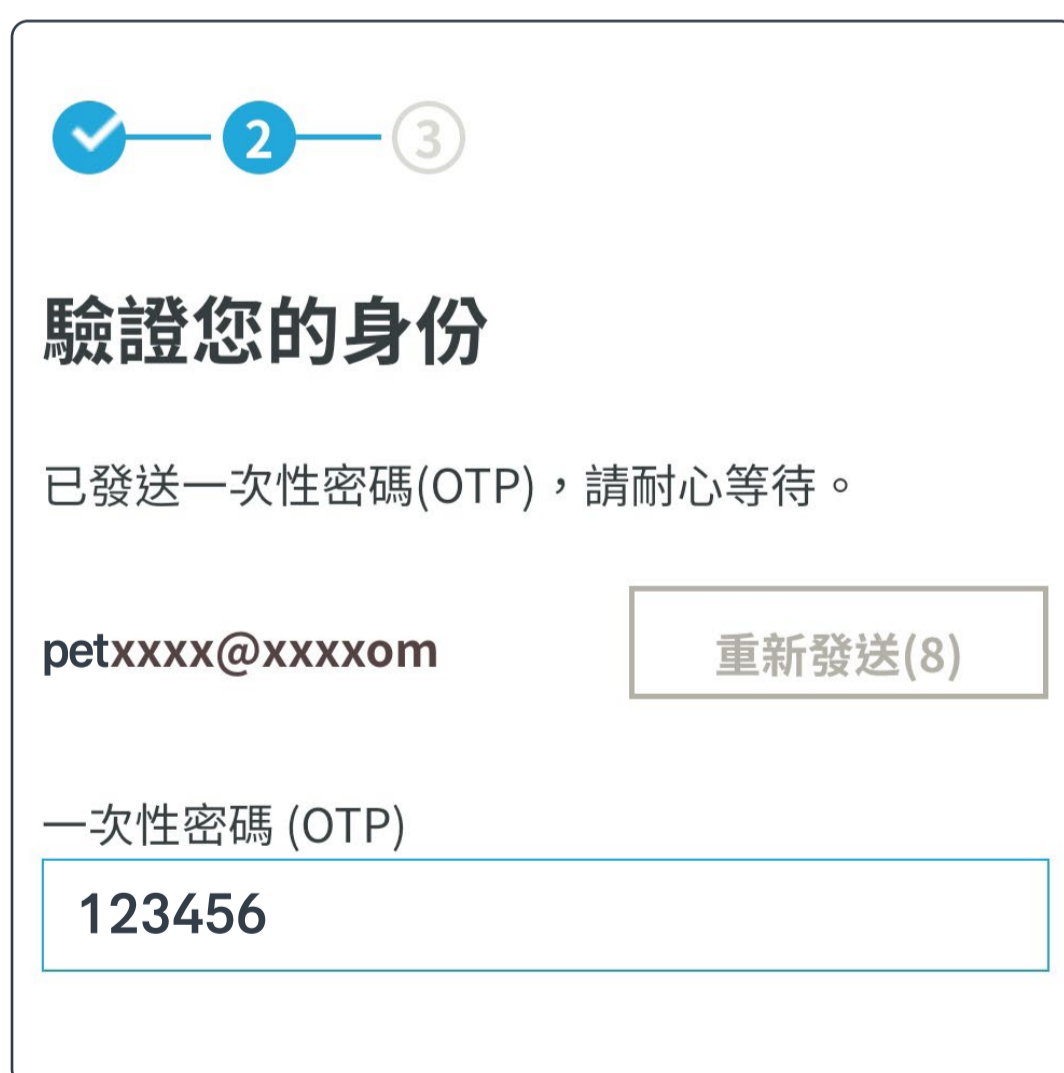 2 3
驗證您的身份
已發送一次性密碼(OTP)，請耐心等待。
petxxxx@xxxxom 重新發送(8)
一次性密碼 (OTP)
123456